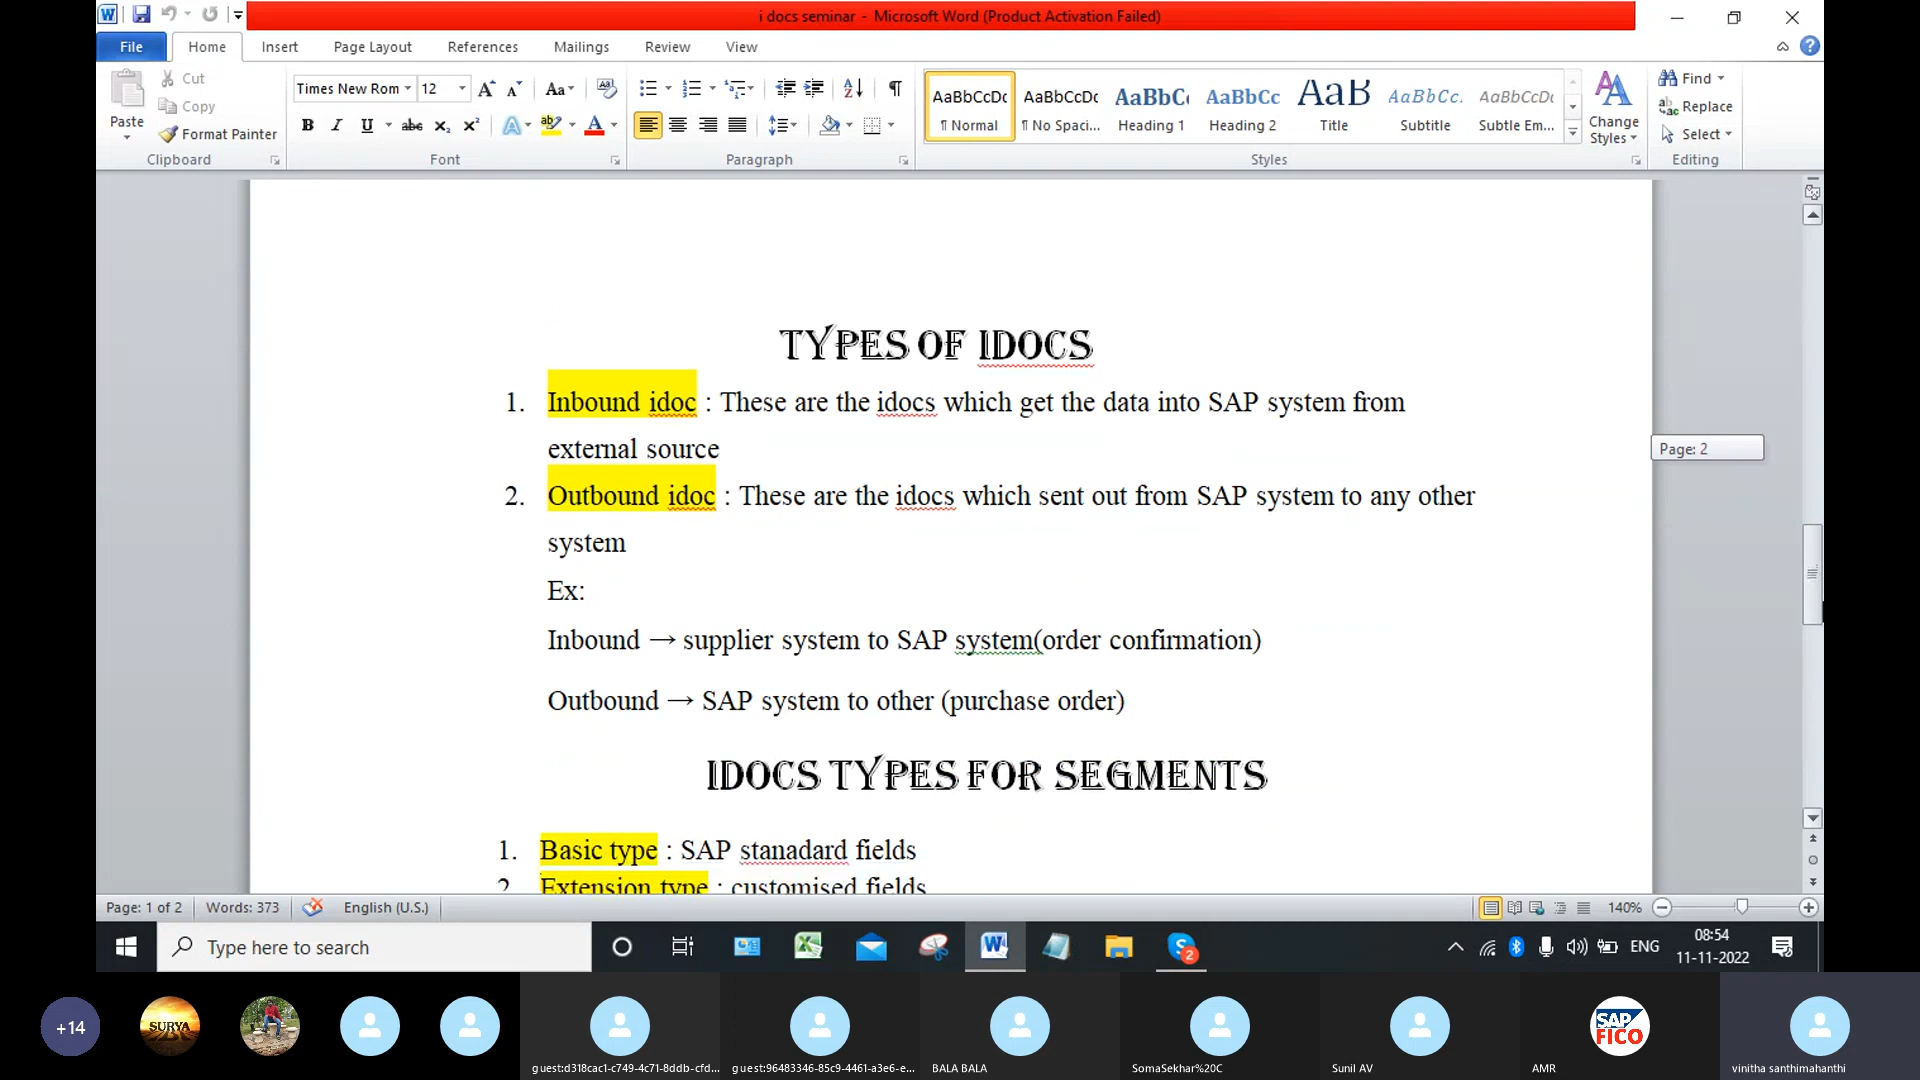 i docs seminar - Microsoft Word (Product Activation Failed)
File Home Insert Page Layout References Mailings Review View
Paste
Cut
Copy
Format Painter
Clipboard
Times New Rom 12
Font
Paragraph
AaBbCcDc AaBbCcDc AaBbC AaBbCc AaB AaBbCc. AaBbCcDc
¶ Normal ¶ No Spaci... Heading 1 Heading 2 Title Subtitle Subtle Em...
Change
Styles
Styles
Find
Replace
Select
Editing
TYPES OF IDOCS
1. Inbound idoc : These are the idocs which get the data into SAP system from
external source
2. Outbound idoc : These are the idocs which sent out from SAP system to any other
system
Ex:
Inbound → supplier system to SAP system(order confirmation)
Outbound → SAP system to other (purchase order)
IDOCS TYPES FOR SEGMENTS
1. Basic type : SAP stanadard fields
2. Extension type : customised fields
Page: 2
Page: 1 of 2 Words: 373 English (U.S.) 140%
Type here to search
2
ENG
08:54
11-11-2022
+14
SURYA
guest:d318cac1-c749-4c71-8ddb-cfd...
guest:96483346-85c9-4461-a3e6-e...
BALA BALA
SomaSekhar%20C
Sunil AV
SAP
FICO
AMR
vinitha santhimahanthi